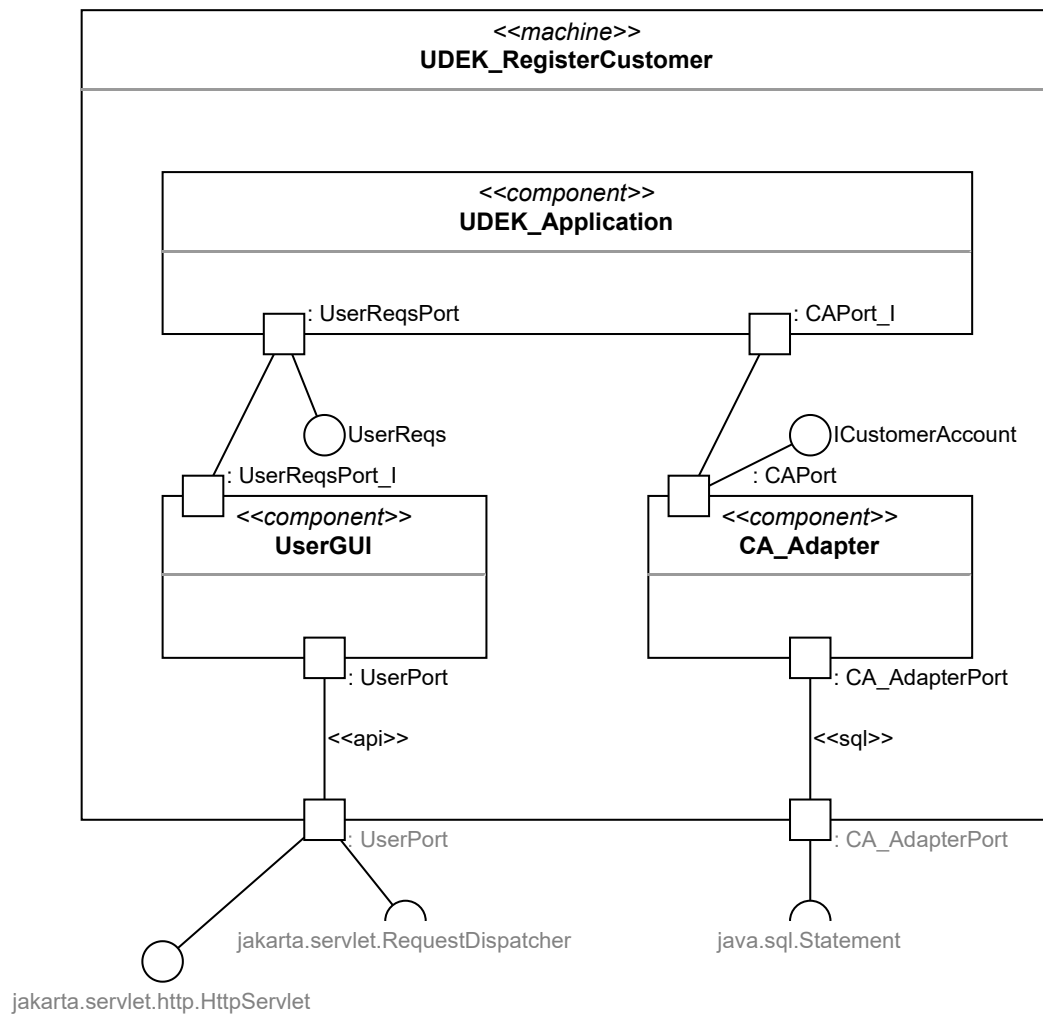 <<machine>>
UDEK_RegisterCustomer
<<component>>
UDEK_Application
: UserReqsPort
: CAPort_I
UserReqs
ICustomerAccount
: UserReqsPort_I
: CAPort
<<component>>
UserGUI
<<component>>
CA_Adapter
: UserPort
: CA_AdapterPort
<<api>>
<<sql>>
: UserPort
: CA_AdapterPort
jakarta.servlet.RequestDispatcher
java.sql.Statement
jakarta.servlet.http.HttpServlet